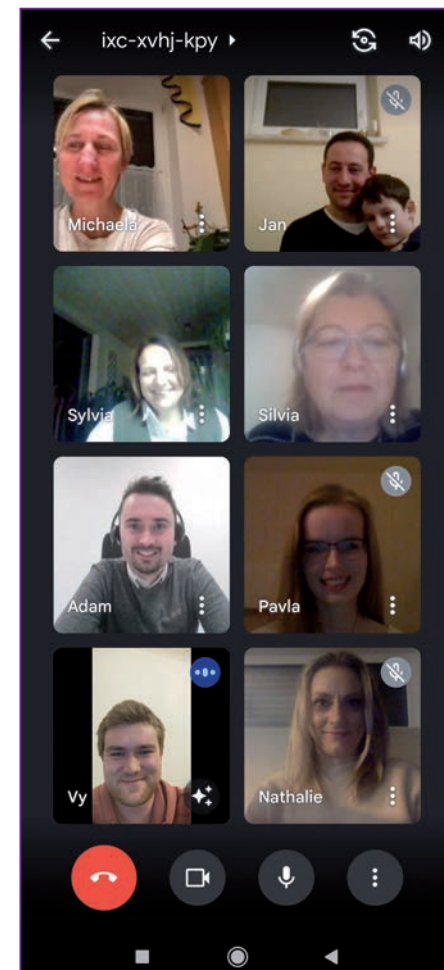 ixc-xvhj-kpy
Michaela
Jan
Sylvia
Silvia
Adam
Pavla
Vy
Nathalie